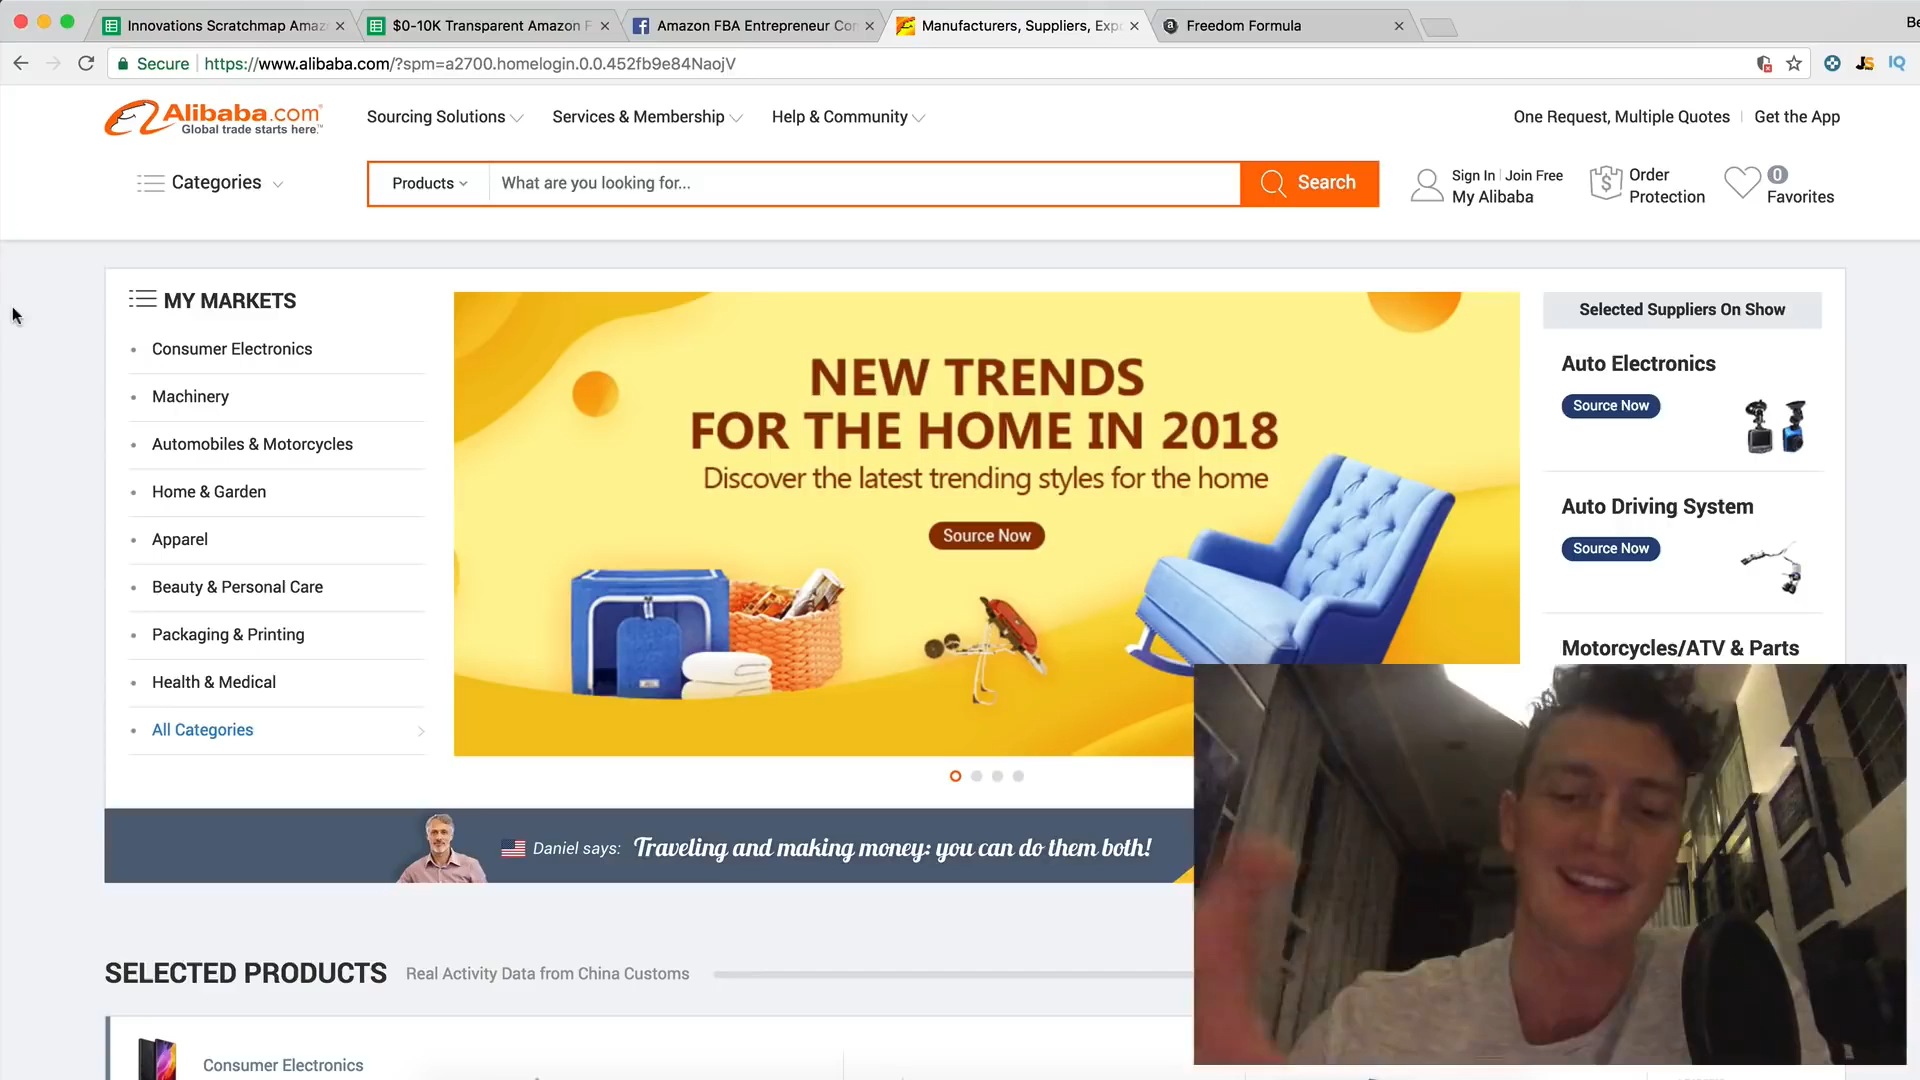 Innovations Scratchmap Amaz
$0-10K Transparent Amazon F
Amazon FBA Entrepreneur Cor
Manufacturers, Suppliers, Exp
Freedom Formula
Be
Secure
https://www.alibaba.com/?spm=a2700.homelogin.0.0.452fb9e84NaojV
IQ
Alibaba.com
Global trade starts here.™
Sourcing Solutions
Services & Membership
Help & Community
One Request, Multiple Quotes
Get the App
Categories
Products
What are you looking for...
Search
Sign In | Join Free
My Alibaba
Order
Protection
0
Favorites
MY MARKETS
Consumer Electronics
Machinery
Automobiles & Motorcycles
Home & Garden
Apparel
Beauty & Personal Care
Packaging & Printing
Health & Medical
All Categories
NEW TRENDS
FOR THE HOME IN 2018
Discover the latest trending styles for the home
Source Now
Selected Suppliers On Show
Auto Electronics
Source Now
Auto Driving System
Source Now
Motorcycles/ATV & Parts
Daniel says: Traveling and making money: you can do them both!
SELECTED PRODUCTS
Real Activity Data from China Customs
Consumer Electronics